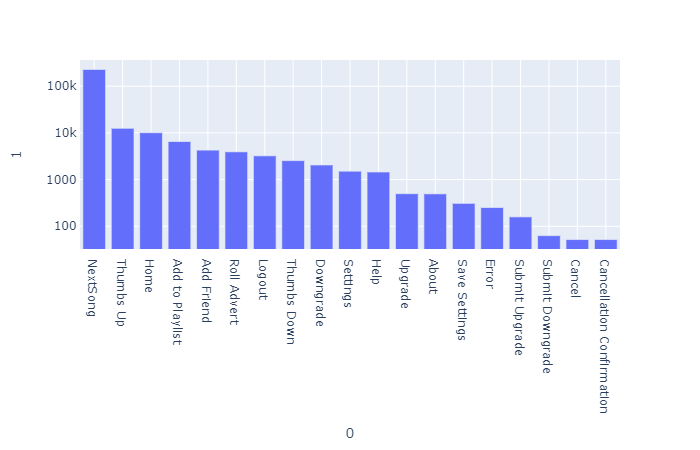 100k
10k
1000
100
1
NextSong
Thumbs Up
Home
Add to Playlist
Add Friend
Roll Advert
Logout
Thumbs Down
Downgrade
Settings
Help
Upgrade
About
Save Settings
Error
Submit Upgrade
Submit Downgrade
Cancel
Cancellation Confirmation
0